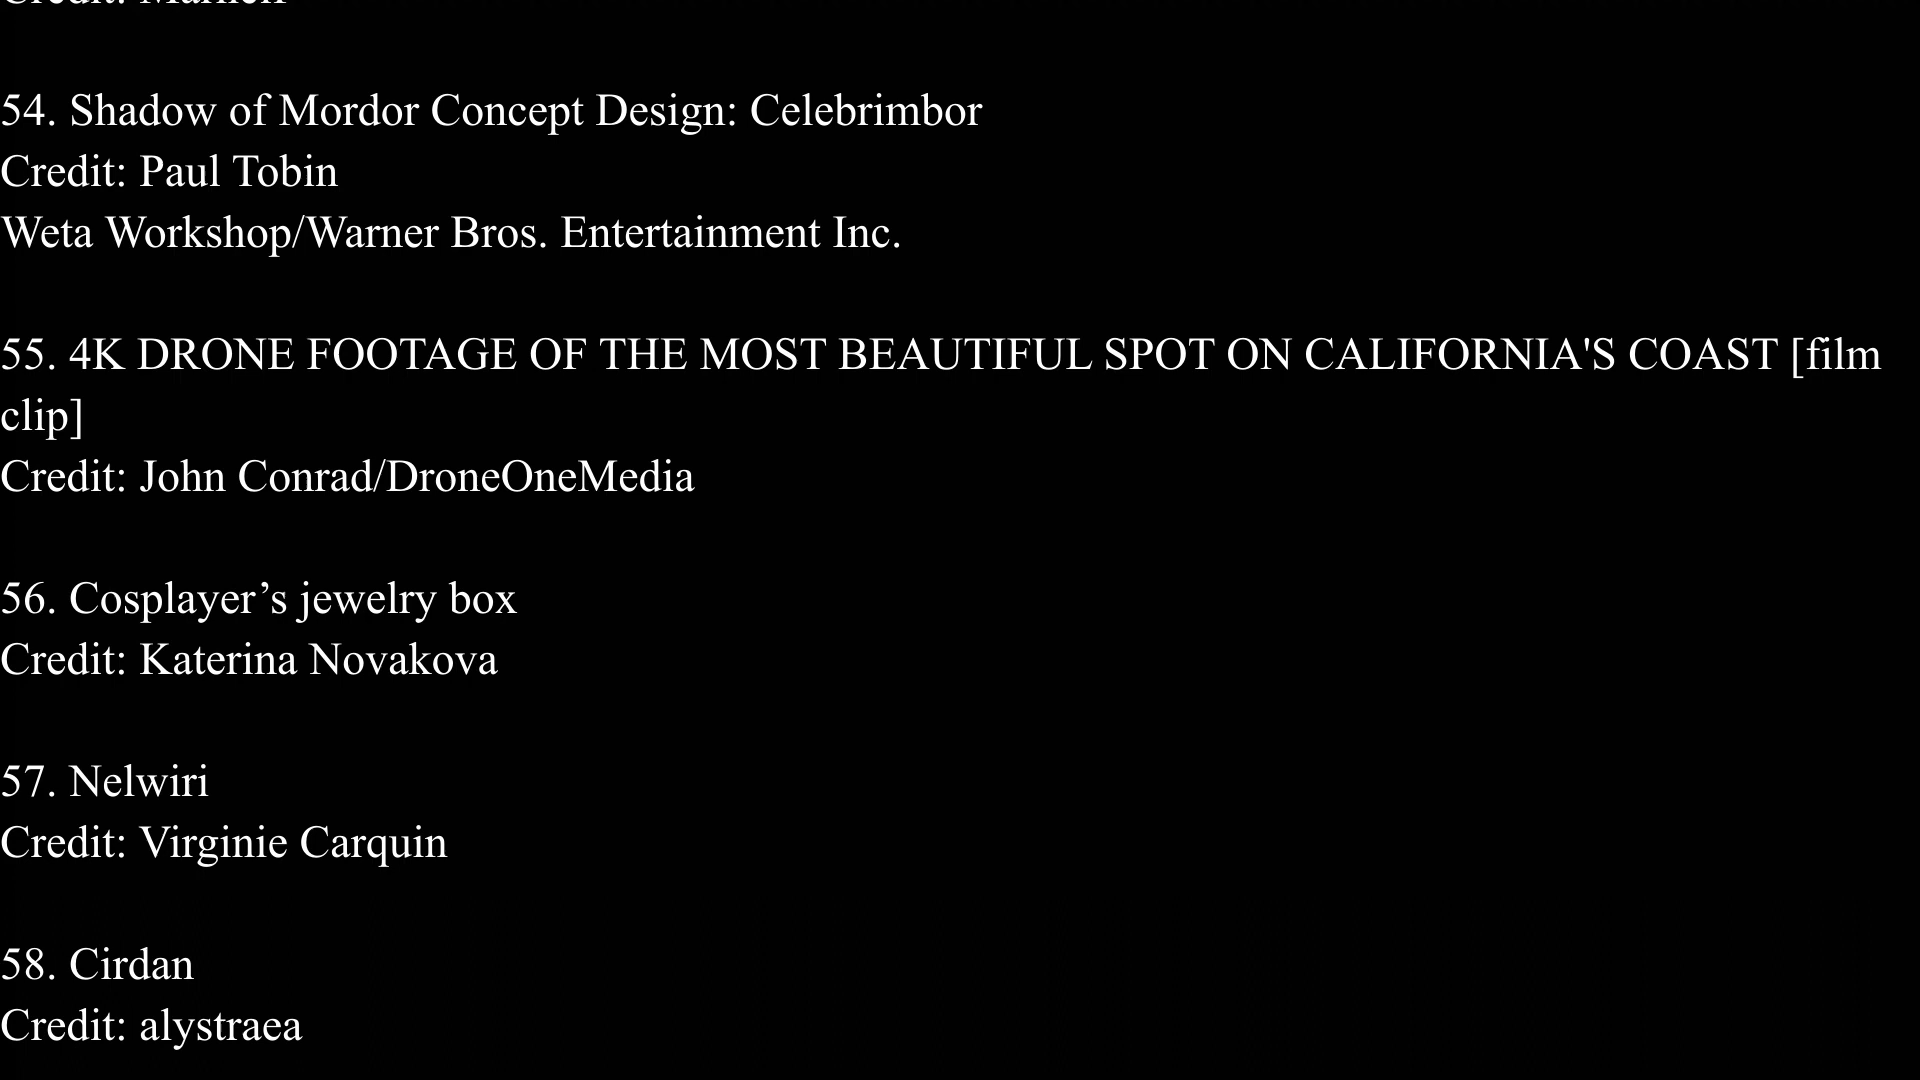 54. Shadow of Mordor Concept Design: Celebrimbor
Credit: Paul Tobin
Weta Workshop/Warner Bros. Entertainment Inc.
55. 4K DRONE FOOTAGE OF THE MOST BEAUTIFUL SPOT ON CALIFORNIA'S COAST [film
clip]
Credit: John Conrad/DroneOneMedia
56. Cosplayer’s jewelry box
Credit: Katerina Novakova
57. Nelwiri
Credit: Virginie Carquin
58. Cirdan
Credit: alystraea